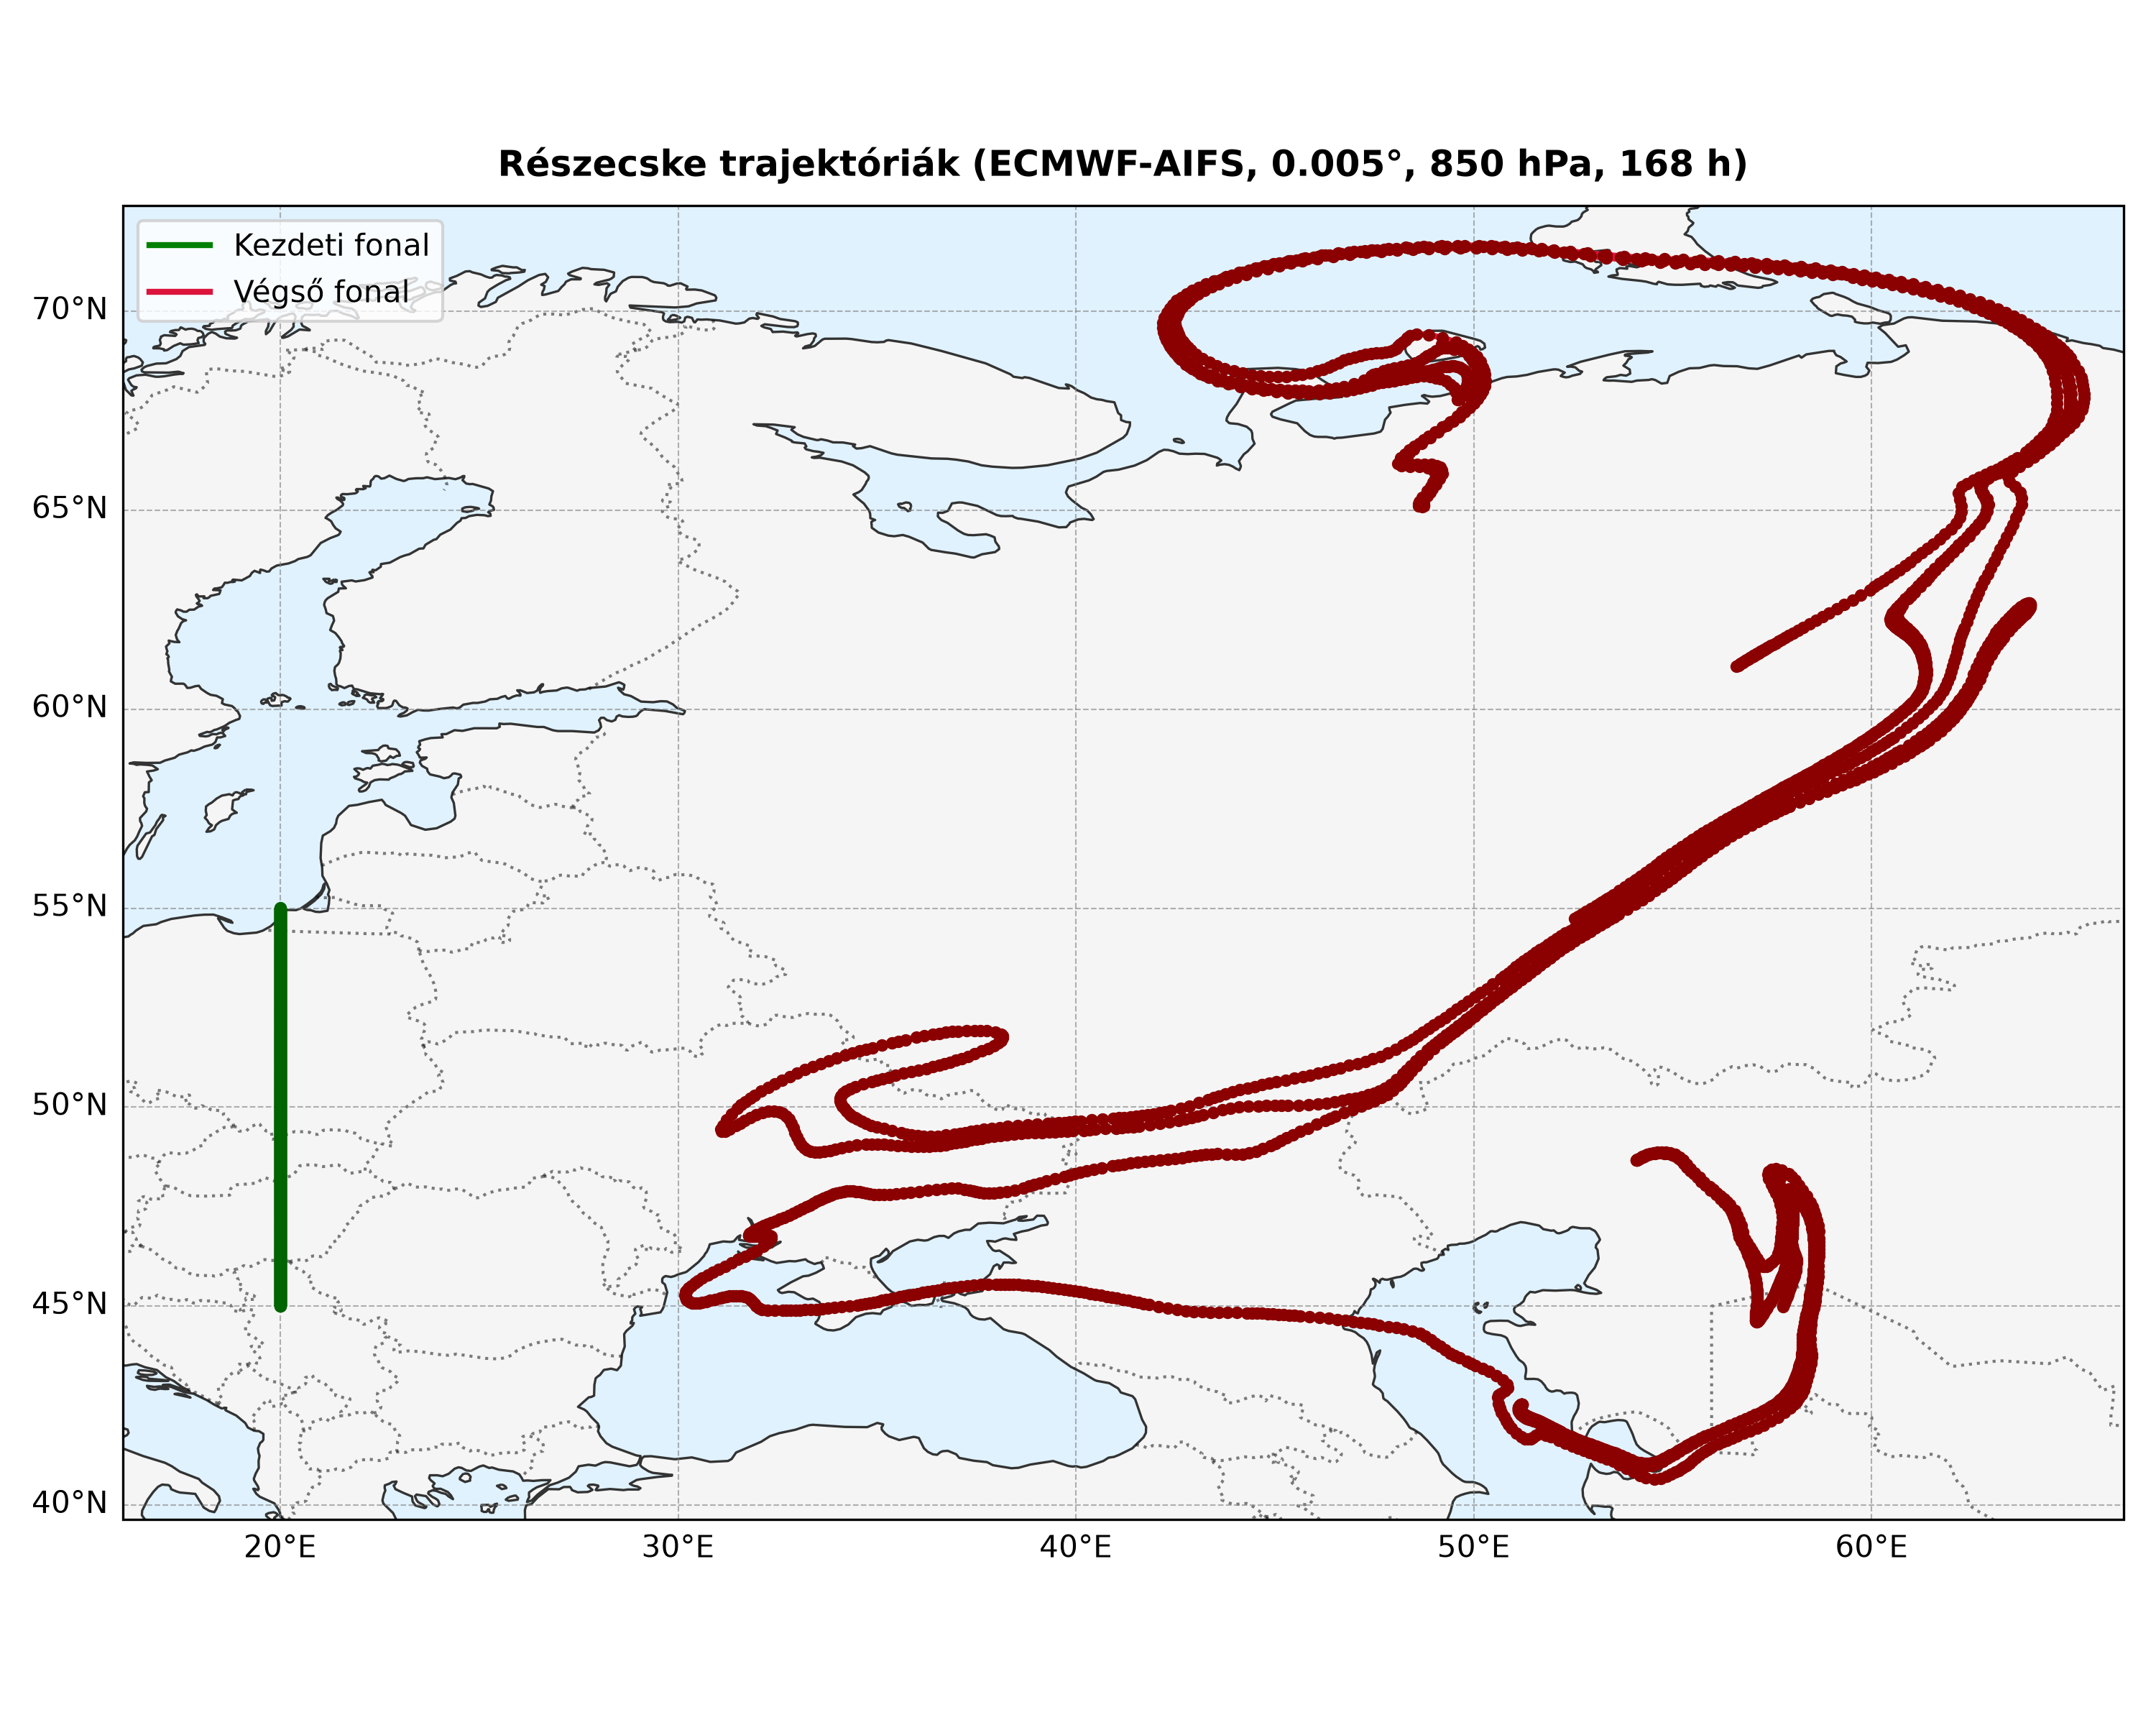 Részecske trajektóriák (ECMWF-AIFS, 0.005°, 850 hPa, 168 h)
Kezdeti fonal
Végső fonal
70°N
65°N
60°N
55°N
50°N
45°N
40°N
20°E
30°E
40°E
50°E
60°E